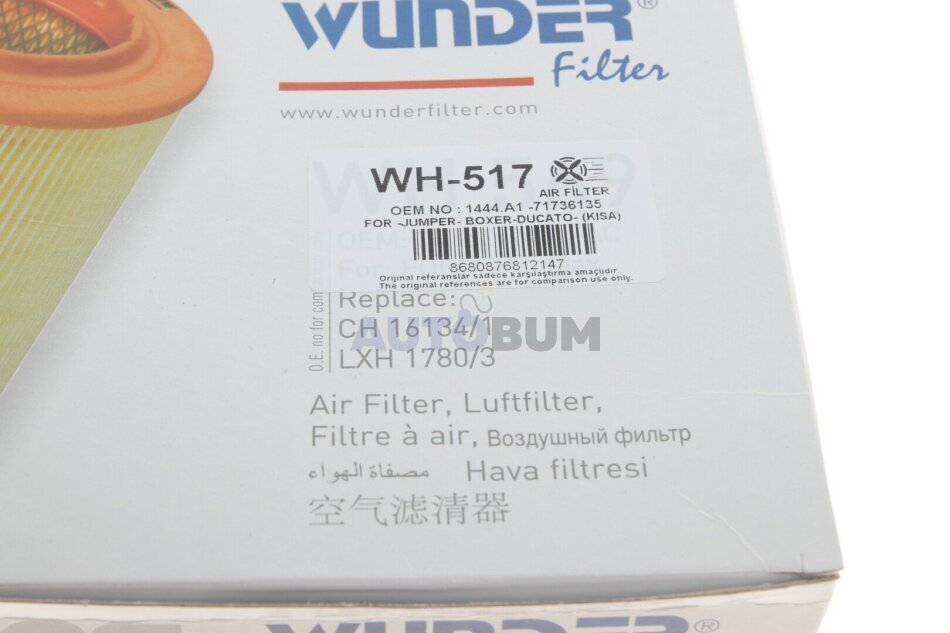 WUNDER®
Filter
www.wunderfilter.com
WH-517
AIR FİLTER
OEM NO : 1444.A1 -71736135
FOR -JUMPER- BOXER-DUCATO- (KISA)
8680876812147
Orijinal referanslar sadece karşılaştırma amaçlıdır.
The original references are for comparison use only.
O.E. no for com
Replace:
CH 16134/1
LXH 1780/3
AUTOBUM
Air Filter, Luftfilter,
Filtre à air, Воздушный фильтр
مصفاة الهواء Hava filtresi
空气滤清器
WUNDER®